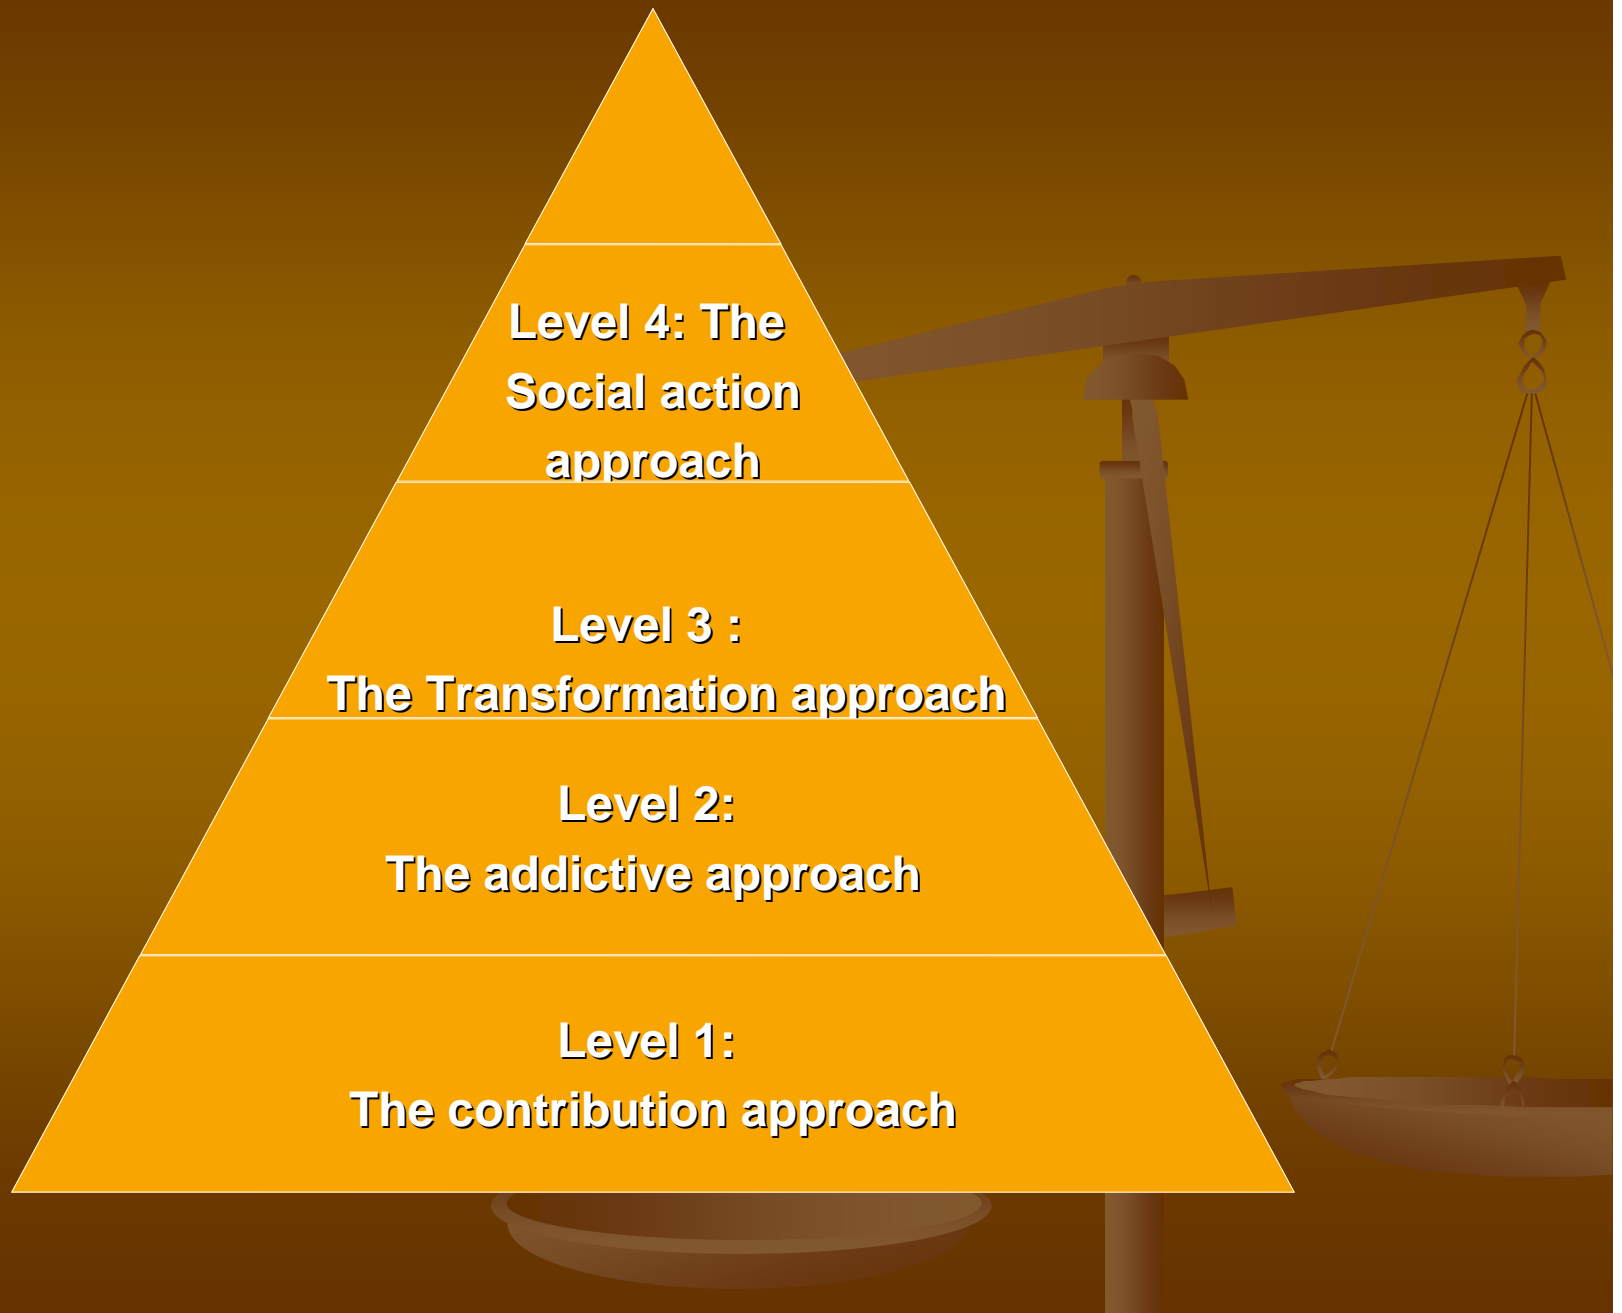 Level 4: The
Social action
approach
Level 3 :
The Transformation approach
Level 2:
The addictive approach
Level 1:
The contribution approach